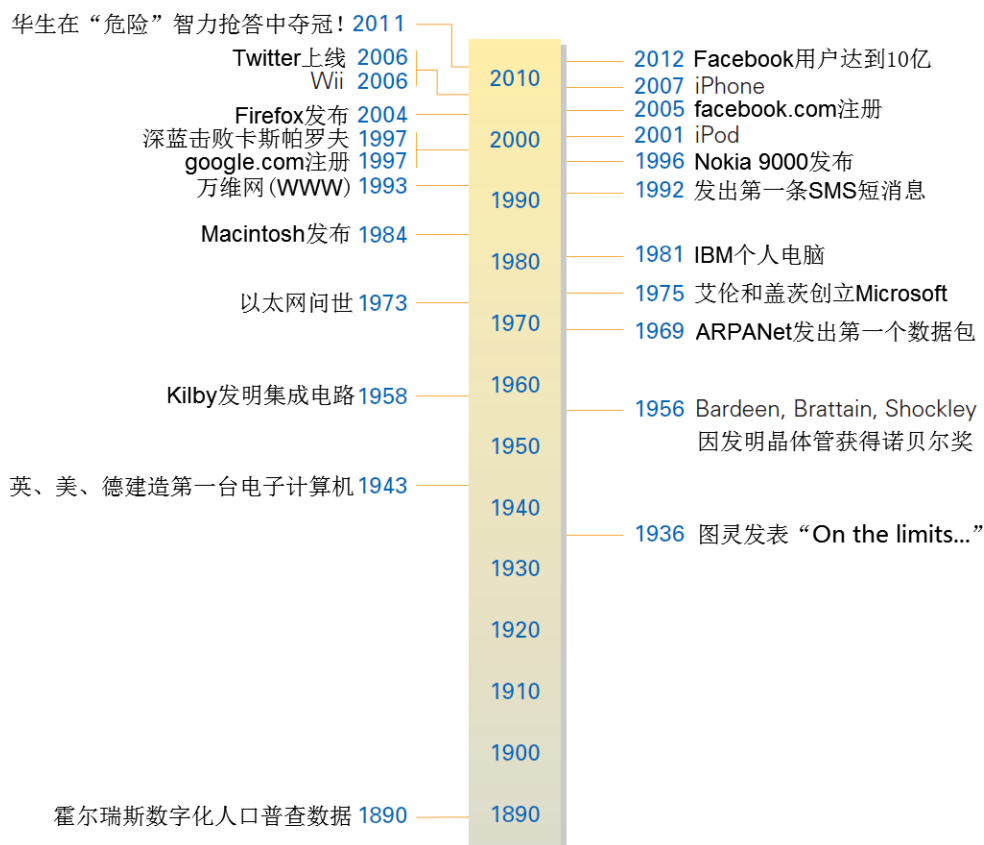 华生在“危险”智力抢答中夺冠！2011
Twitter上线 2006
Wii 2006
Firefox发布 2004
深蓝击败卡斯帕罗夫 1997
google.com注册 1997
万维网(WWW) 1993
Macintosh发布 1984
以太网问世 1973
Kilby发明集成电路 1958
英、美、德建造第一台电子计算机 1943
霍尔瑞斯数字化人口普查数据 1890
2010
2000
1990
1980
1970
1960
1950
1940
1930
1920
1910
1900
1890
2012 Facebook用户达到10亿
2007 iPhone
2005 facebook.com注册
2001 iPod
1996 Nokia 9000发布
1992 发出第一条SMS短消息
1981 IBM个人电脑
1975 艾伦和盖茨创立Microsoft
1969 ARPANet发出第一个数据包
1956 Bardeen, Brattain, Shockley
因发明晶体管获得诺贝尔奖
1936 图灵发表“On the limits...”